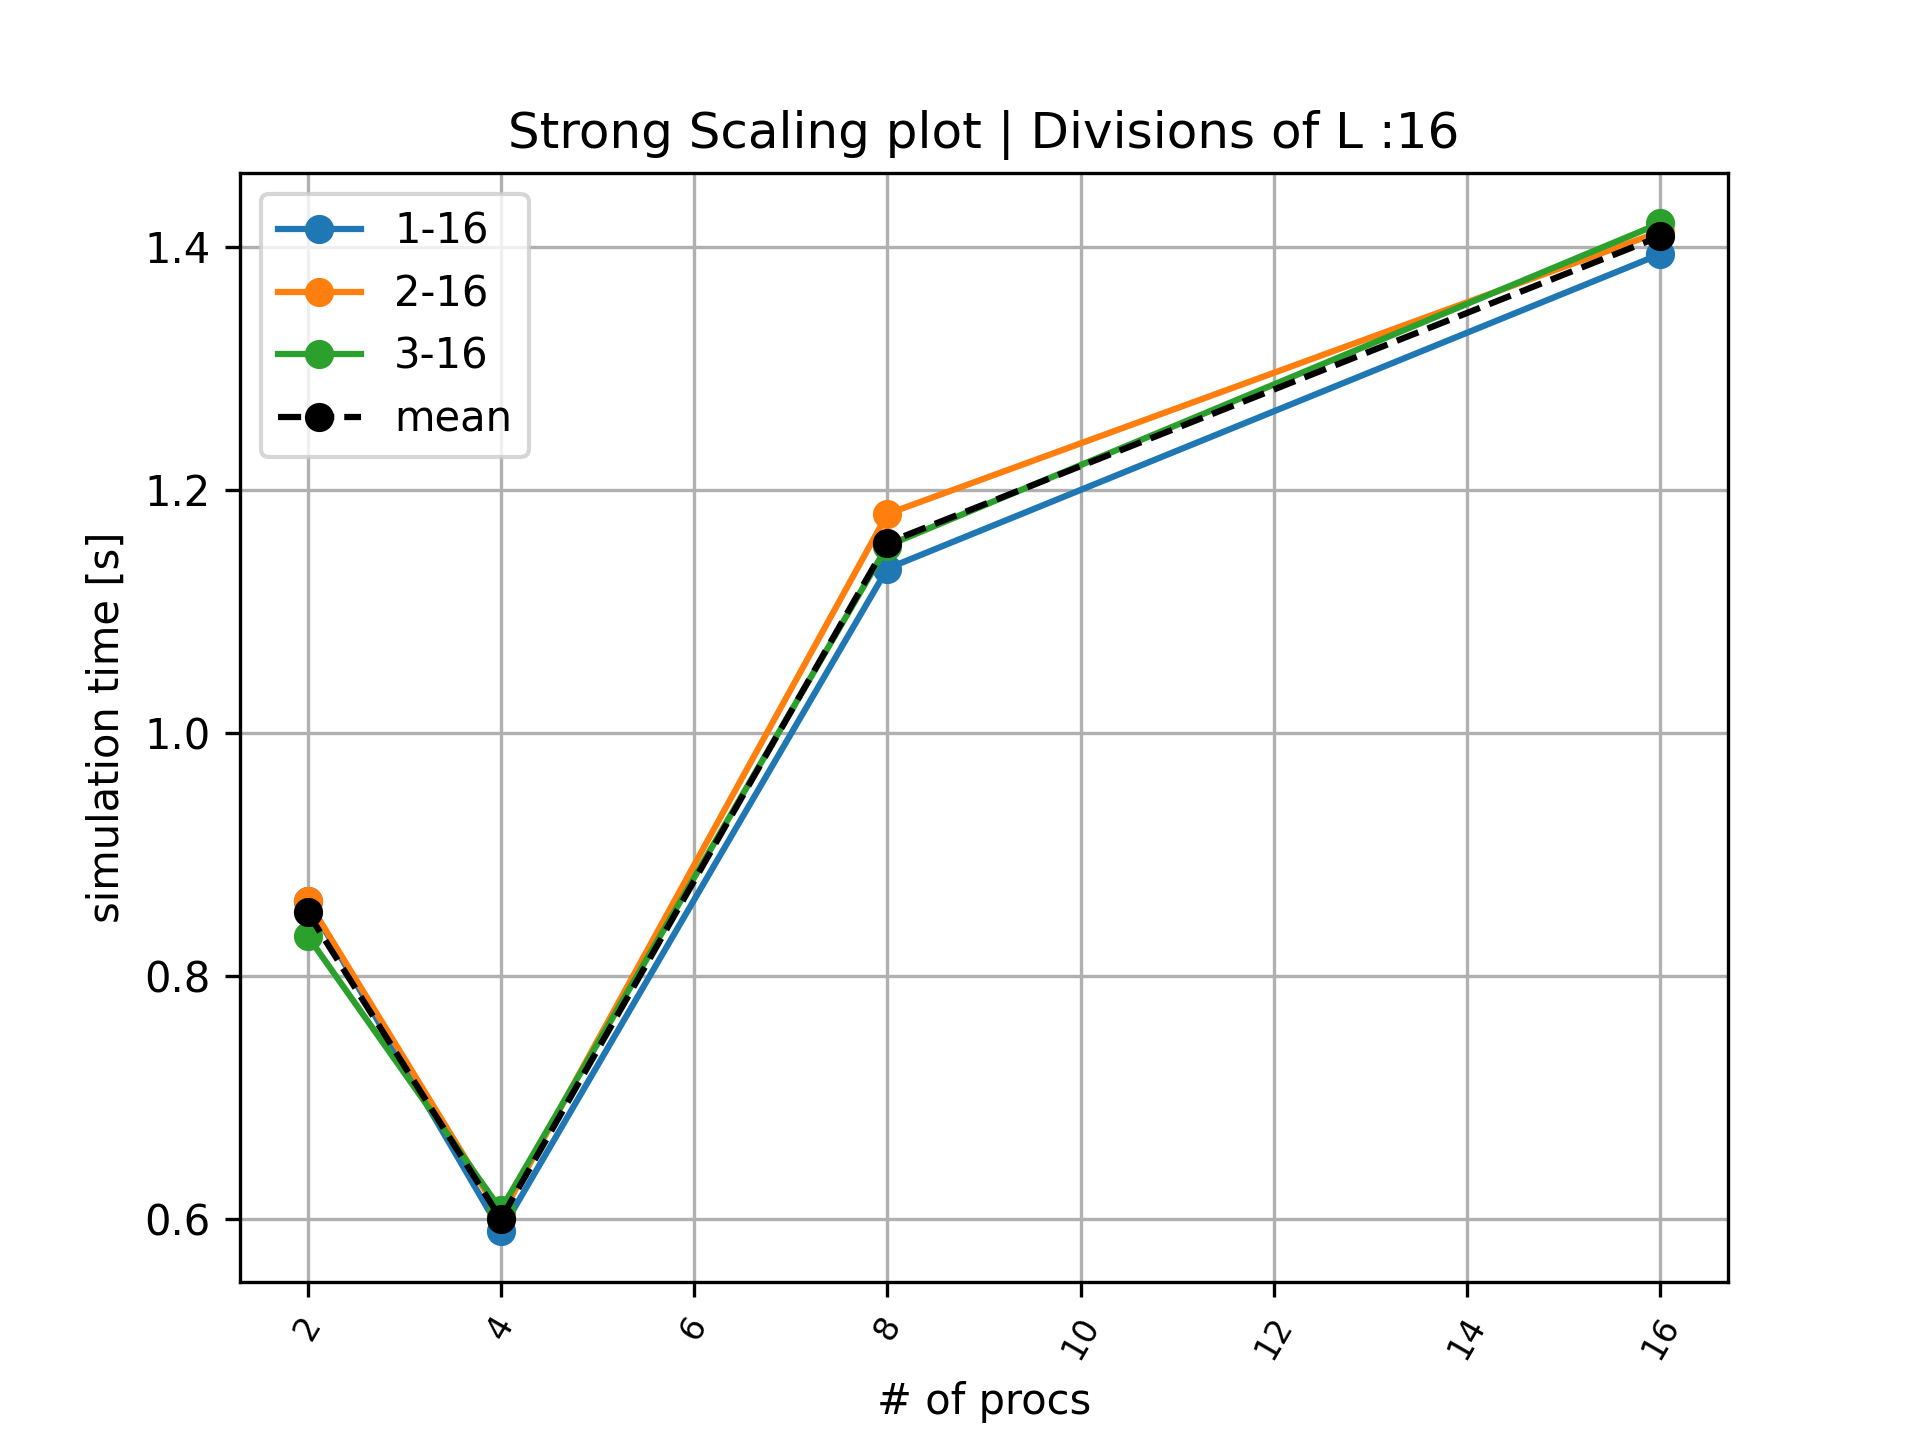 Strong Scaling plot | Divisions of L :16
1-16
2-16
3-16
mean
1.4
1.2
1.0
0.8
0.6
simulation time [s]
2 4 6 8 10 12 14 16
# of procs